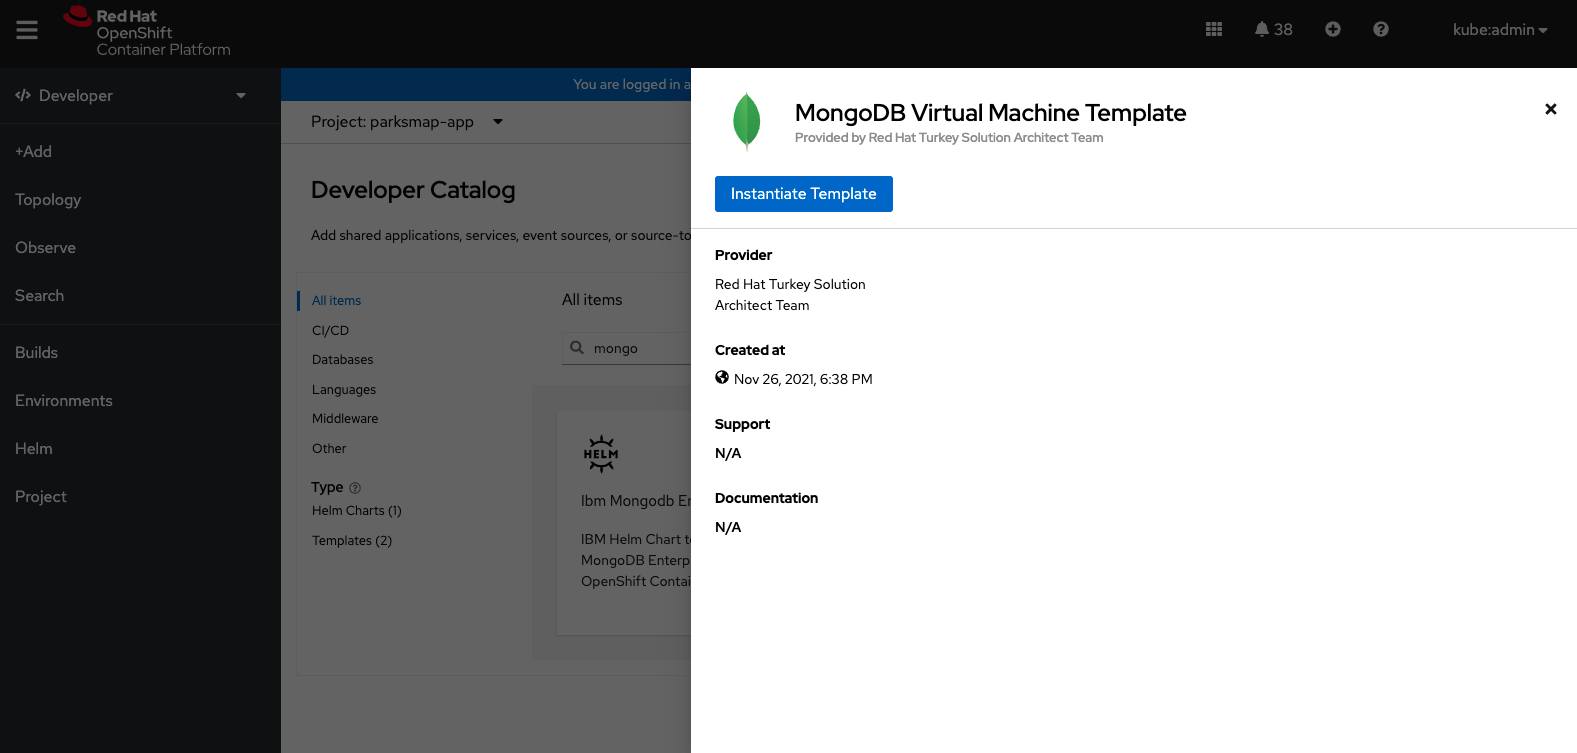 Red Hat
OpenShift
Container Platform
38
kube:admin
Developer
+Add
Topology
Observe
Search
Builds
Environments
Helm
Project
You are logged in a
Project: parksmap-app
Developer Catalog
Add shared applications, services, event sources, or source-to
All items
CI/CD
Databases
Languages
Middleware
Other
Type
Helm Charts (1)
Templates (2)
All items
mongo
HELM
Ibm Mongodb Er
IBM Helm Chart t
MongoDB Enterp
OpenShift Contai
MongoDB Virtual Machine Template
Provided by Red Hat Turkey Solution Architect Team
Instantiate Template
Provider
Red Hat Turkey Solution
Architect Team
Created at
Nov 26, 2021, 6:38 PM
Support
N/A
Documentation
N/A